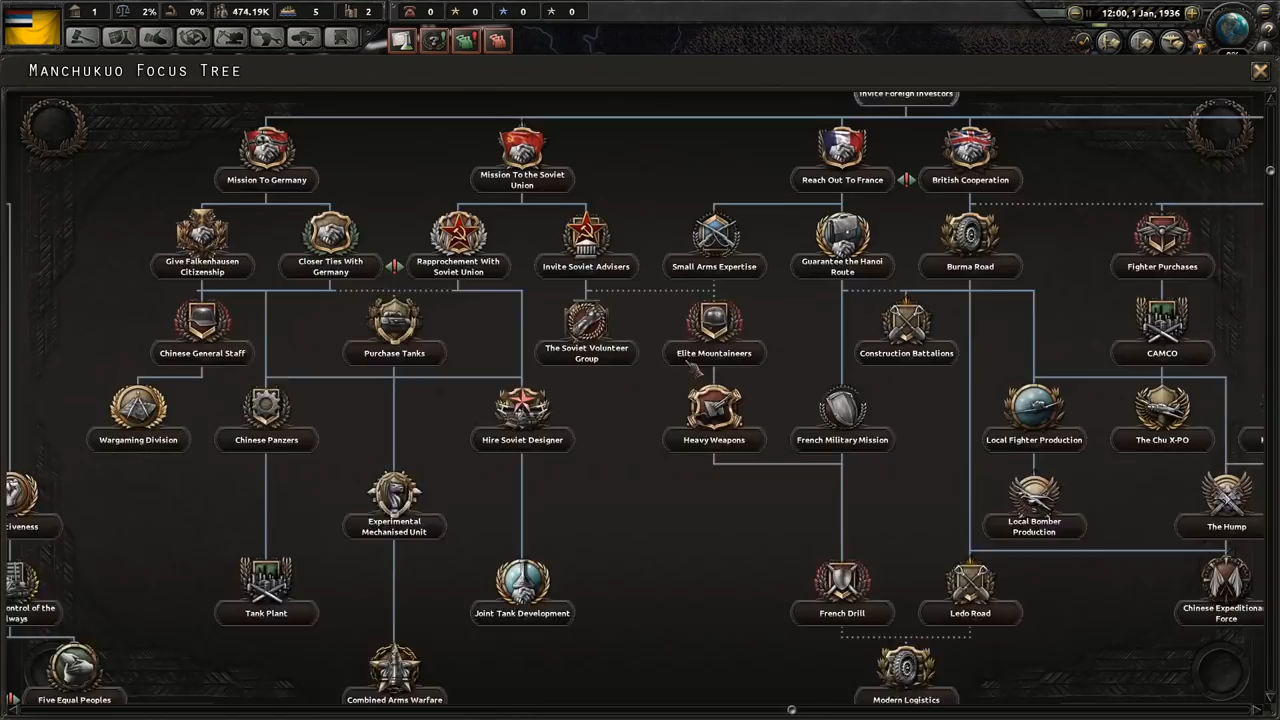 1 2% 0% 474.19K 5 2 0 0 0 0 12:00, 1 Jan, 1936
Manchukuo Focus Tree
Invite Foreign Investors
Mission To Germany
Mission To the Soviet
Union
Reach Out To France
British Cooperation
Give Falkenhausen
Citizenship
Closer Ties With
Germany
Rapprochement With
Soviet Union
Invite Soviet Advisers
Small Arms Expertise
Guarantee the Hanoi
Route
Burma Road
Fighter Purchases
Chinese General Staff
Purchase Tanks
The Soviet Volunteer
Group
Elite Mountaineers
Construction Battalions
CAMCO
Wargaming Division
Chinese Panzers
Hire Soviet Designer
Heavy Weapons
French Military Mission
Local Fighter Production
The Chu X-PO
ctiveness
Experimental
Mechanised Unit
Local Bomber
Production
The Hump
ontrol of the
lways
Tank Plant
Joint Tank Development
French Drill
Ledo Road
Chinese Expeditiona
Force
Five Equal Peoples
Combined Arms Warfare
Modern Logistics